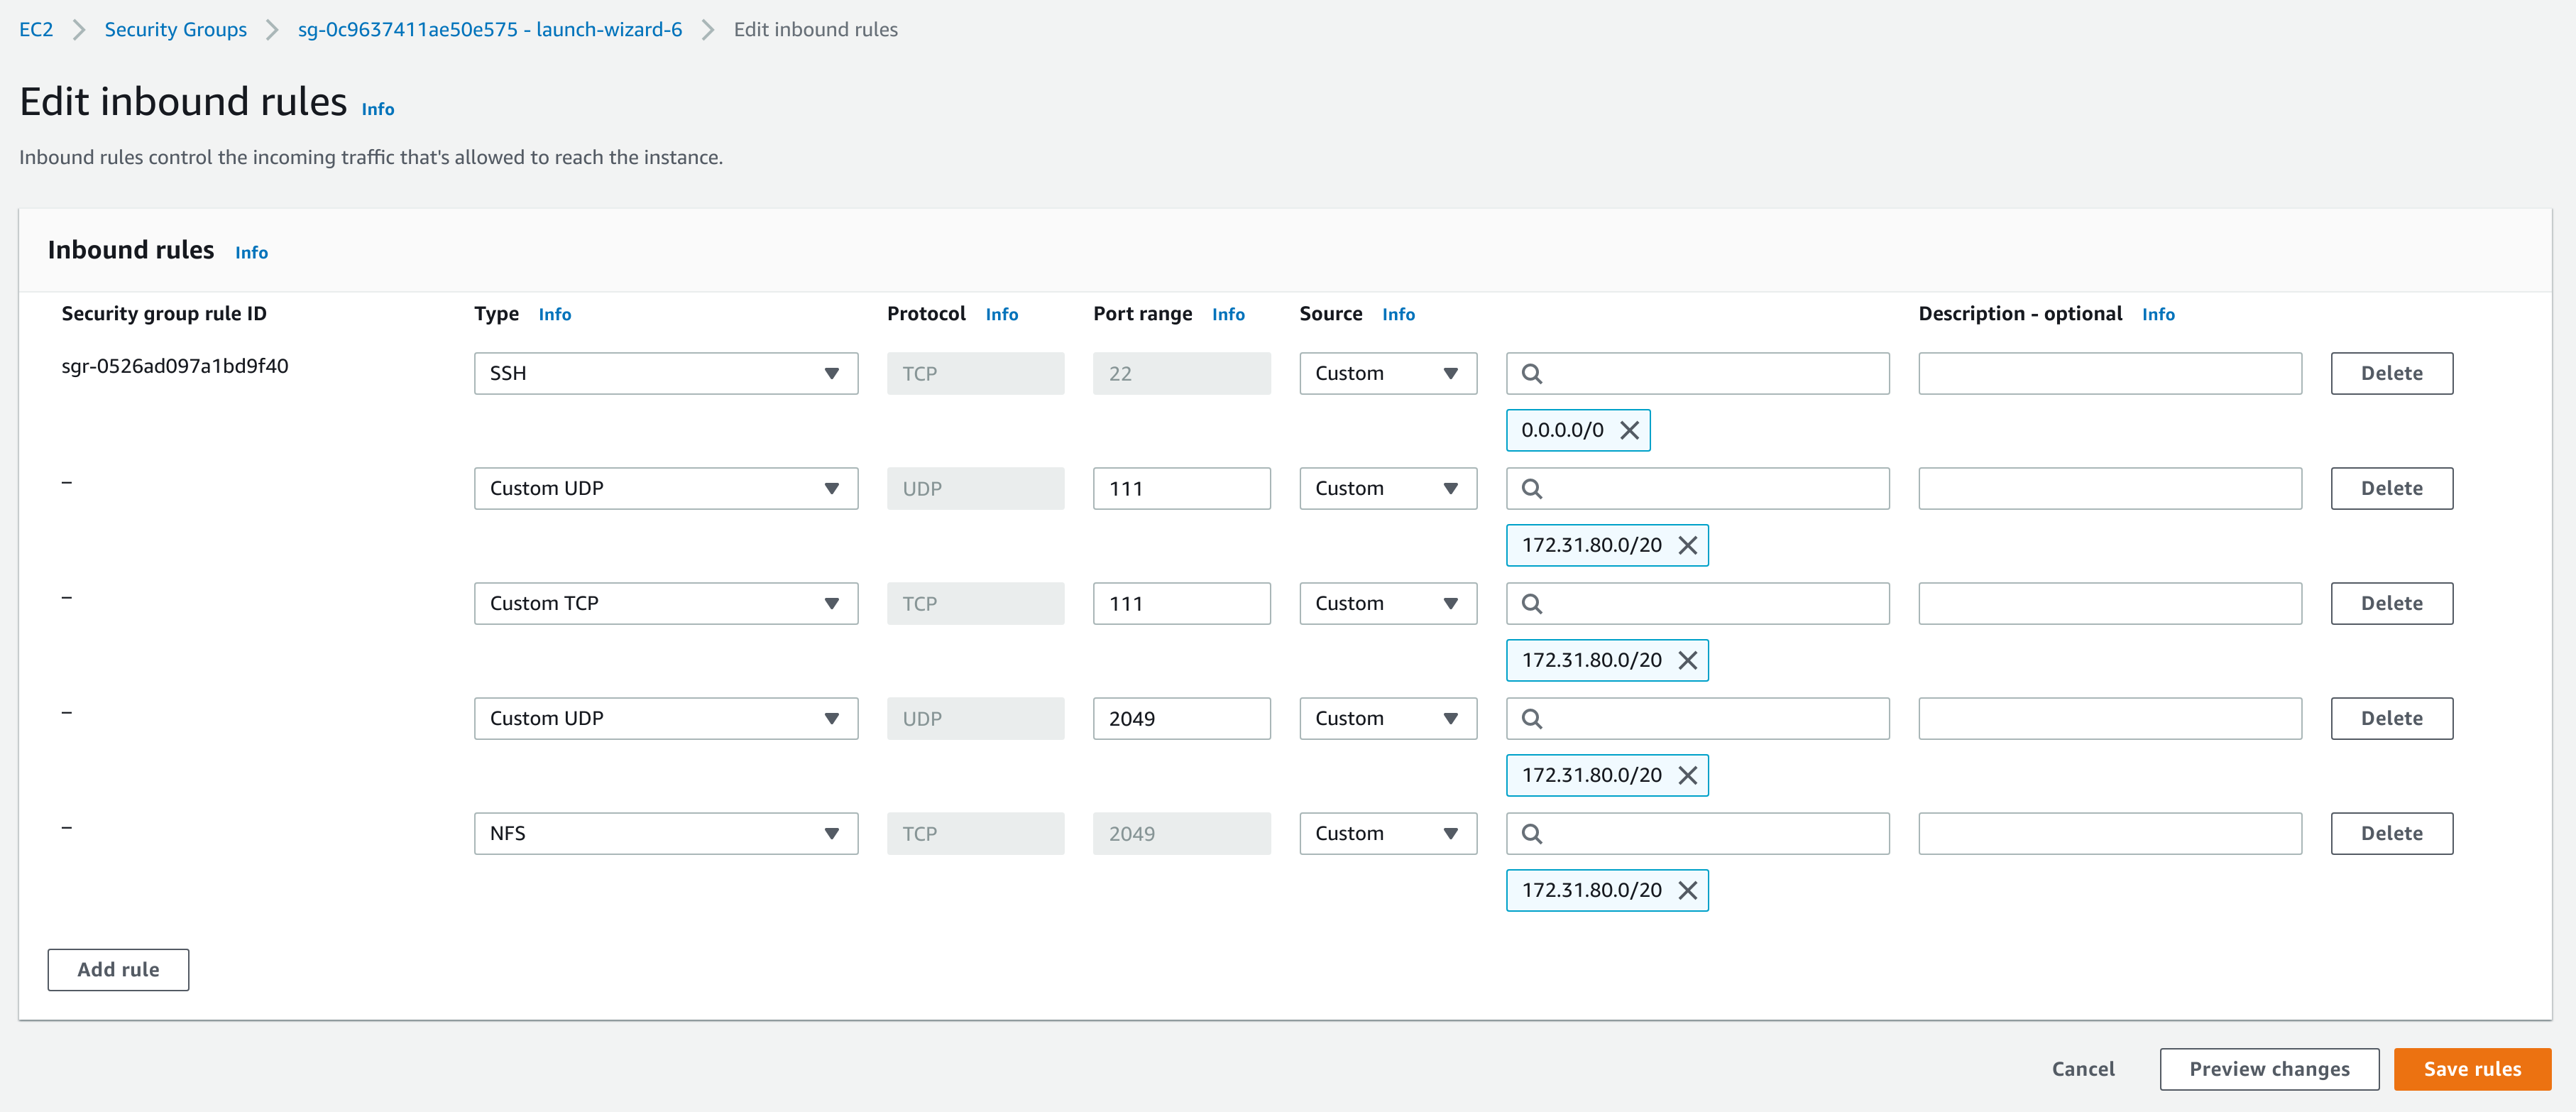 EC2 > Security Groups > sg-0c9637411ae50e575 - launch-wizard-6 > Edit inbound rules
Edit inbound rules Info
Inbound rules control the incoming traffic that's allowed to reach the instance.
Inbound rules Info
Security group rule ID Type Info Protocol Info Port range Info Source Info Description - optional Info
sgr-0526ad097a1bd9f40 SSH TCP 22 Custom Delete
0.0.0.0/0
– Custom UDP UDP 111 Custom Delete
172.31.80.0/20
– Custom TCP TCP 111 Custom Delete
172.31.80.0/20
– Custom UDP UDP 2049 Custom Delete
172.31.80.0/20
– NFS TCP 2049 Custom Delete
172.31.80.0/20
Add rule
Cancel Preview changes Save rules